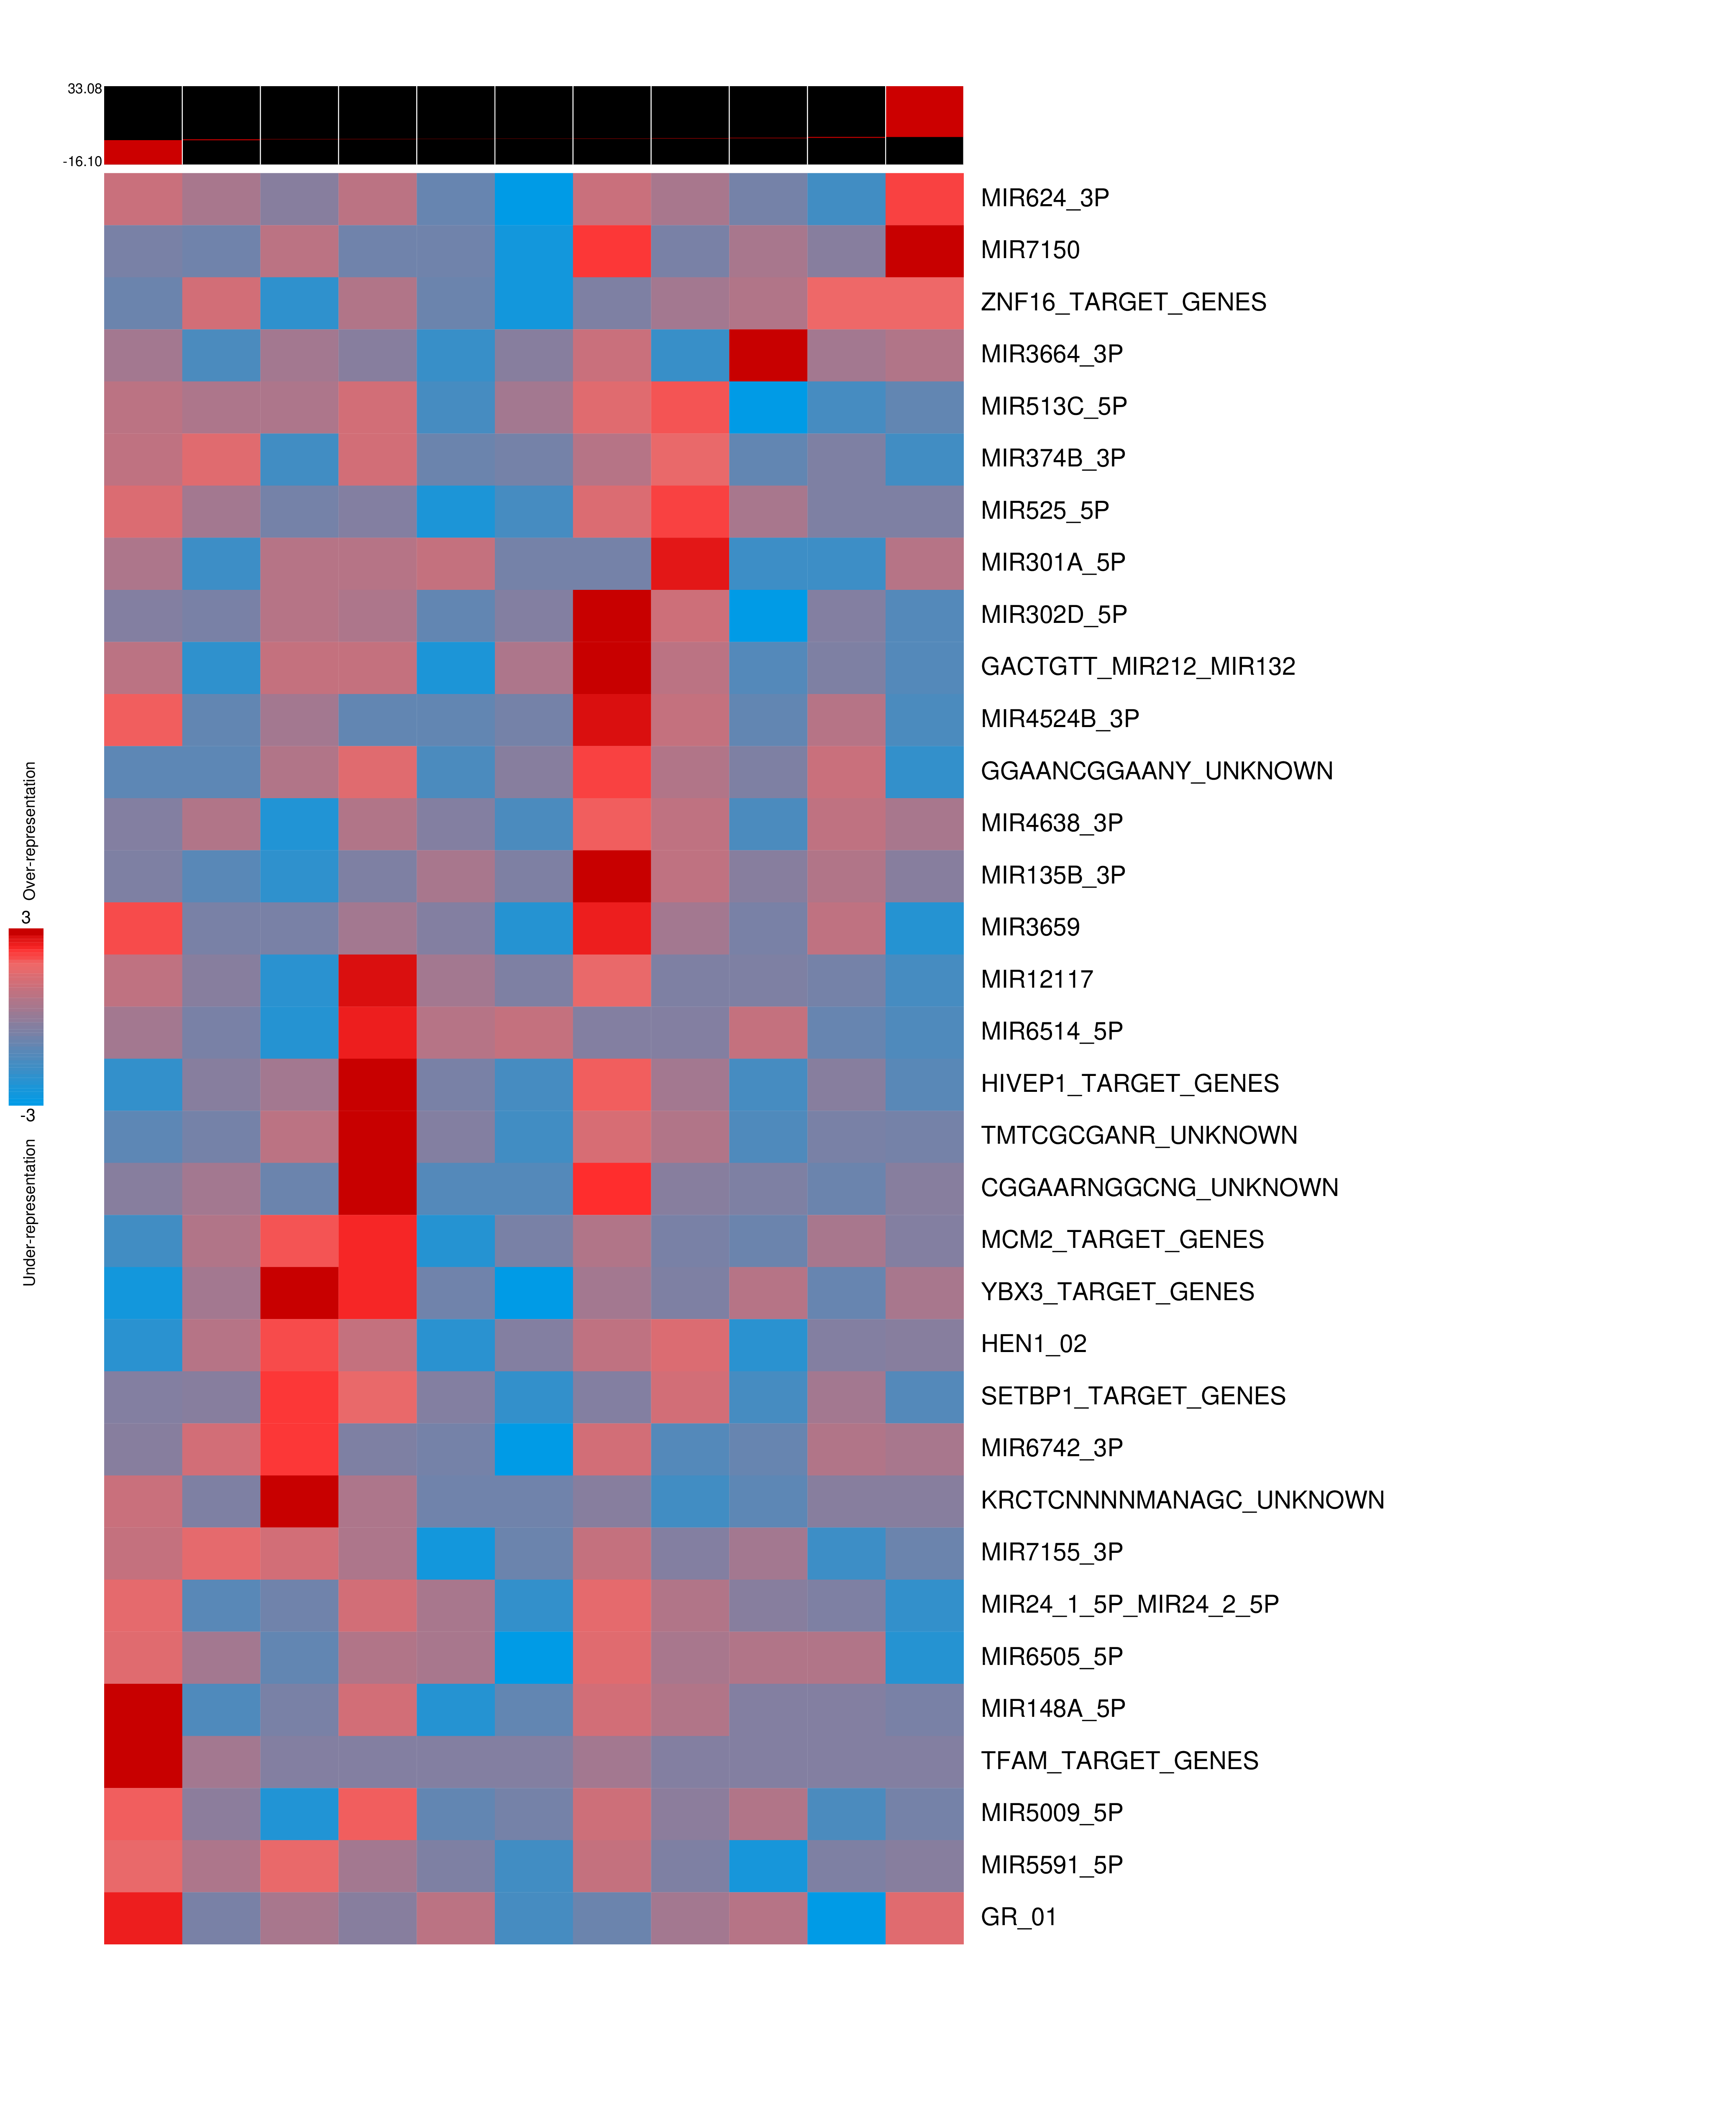 33.08
-16.10
MIR624_3P
MIR7150
ZNF16_TARGET_GENES
MIR3664_3P
MIR513C_5P
MIR374B_3P
MIR525_5P
MIR301A_5P
MIR302D_5P
GACTGTT_MIR212_MIR132
MIR4524B_3P
GGAANCGGAANY_UNKNOWN
MIR4638_3P
MIR135B_3P
MIR3659
MIR12117
MIR6514_5P
HIVEP1_TARGET_GENES
TMTCGCGANR_UNKNOWN
CGGAARNGGCNG_UNKNOWN
MCM2_TARGET_GENES
YBX3_TARGET_GENES
HEN1_02
SETBP1_TARGET_GENES
MIR6742_3P
KRCTCNNNNMANAGC_UNKNOWN
MIR7155_3P
MIR24_1_5P_MIR24_2_5P
MIR6505_5P
MIR148A_5P
TFAM_TARGET_GENES
MIR5009_5P
MIR5591_5P
GR_01
Over-representation
3
-3
Under-representation